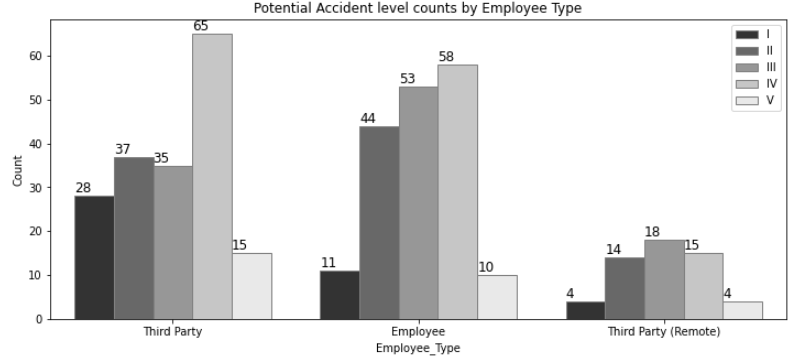 Potential Accident level counts by Employee Type
I
II
III
IV
V
Count
60
50
40
30
20
10
0
28
37
35
65
15
11
44
53
58
10
4
14
18
15
4
Third Party
Employee
Third Party (Remote)
Employee_Type